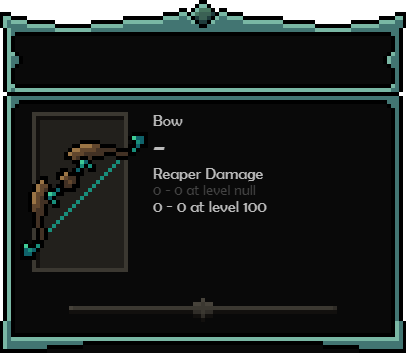 Bow
–
Reaper Damage
0 - 0 at level null
0 - 0 at level 100